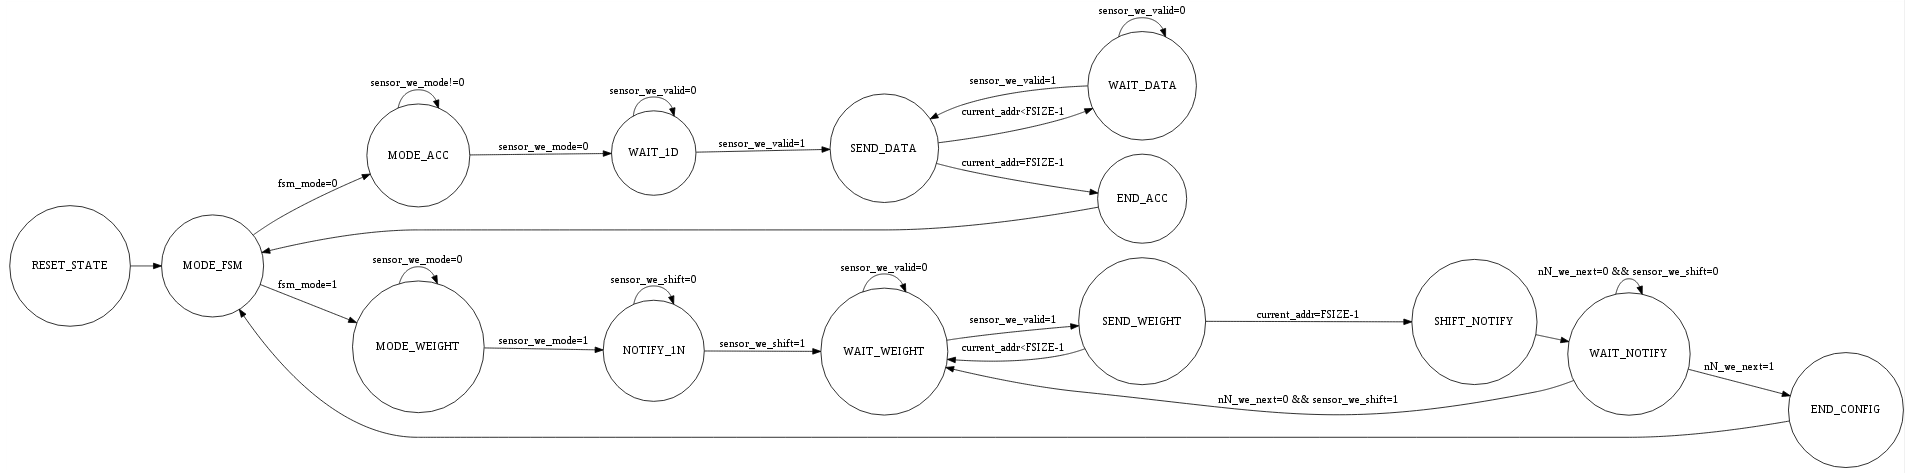 sensor_we_valid=0
sensor_we_mode!=0
sensor_we_valid=0
sensor_we_valid=1
WAIT_DATA
current_addr<FSIZE-1
MODE_ACC
sensor_we_mode=0
WAIT_1D
sensor_we_valid=1
SEND_DATA
current_addr=FSIZE-1
fsm_mode=0
END_ACC
RESET_STATE
MODE_FSM
sensor_we_mode=0
sensor_we_shift=0
sensor_we_valid=0
nN_we_next=0 && sensor_we_shift=0
fsm_mode=1
sensor_we_valid=1
SEND_WEIGHT
current_addr=FSIZE-1
SHIFT_NOTIFY
MODE_WEIGHT
sensor_we_mode=1
NOTIFY_1N
sensor_we_shift=1
WAIT_WEIGHT
current_addr<FSIZE-1
WAIT_NOTIFY
nN_we_next=1
nN_we_next=0 && sensor_we_shift=1
END_CONFIG